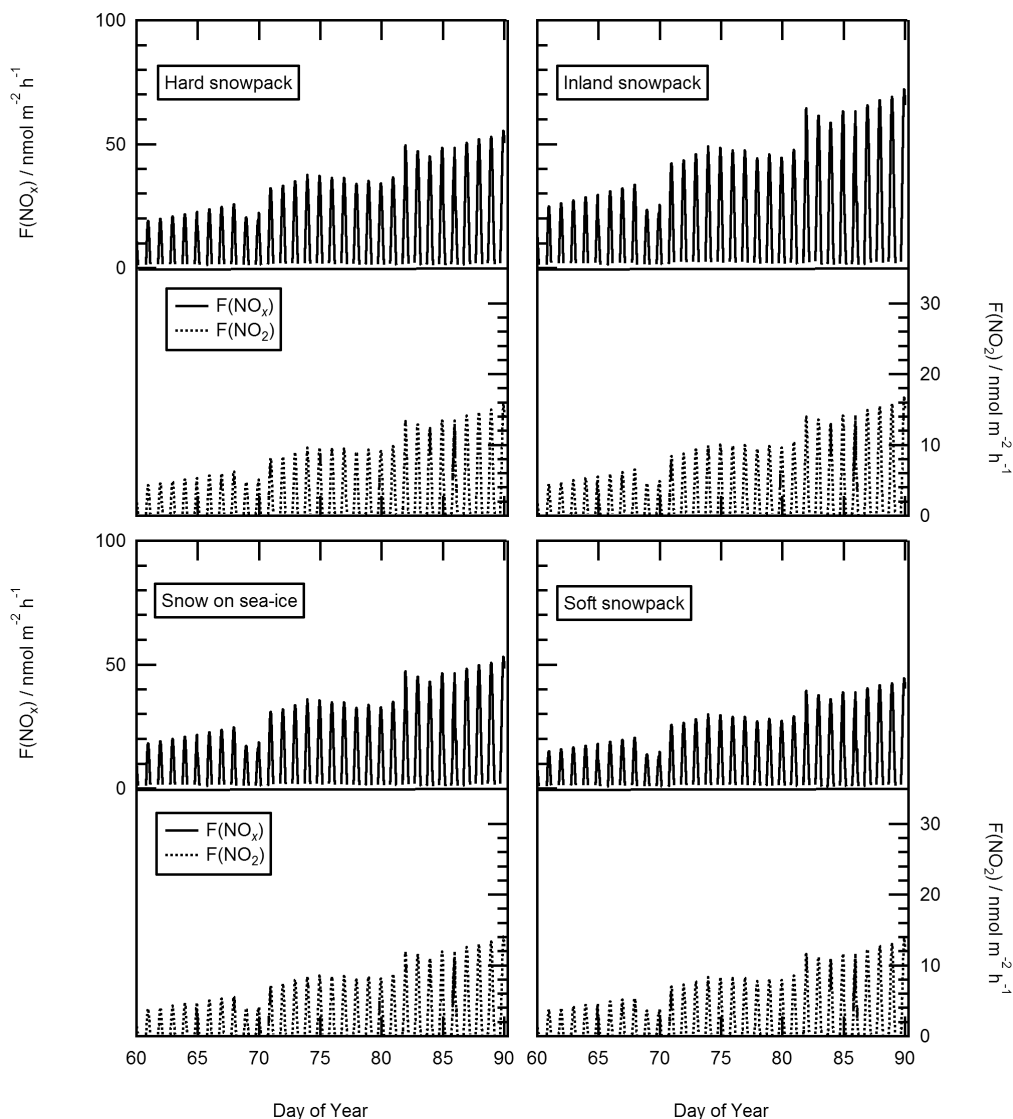 100
Hard snowpack
Inland snowpack
F(NOx) / nmol m-2 h-1
50
0
F(NOx)
F(NO2)
30
20
10
0
F(NO2) / nmol m-2 h-1
100
Snow on sea-ice
Soft snowpack
F(NOx) / nmol m-2 h-1
50
0
F(NOx)
F(NO2)
30
20
10
0
F(NO2) / nmol m-2 h-1
60 65 70 75 80 85 90 60 65 70 75 80 85 90
Day of Year Day of Year